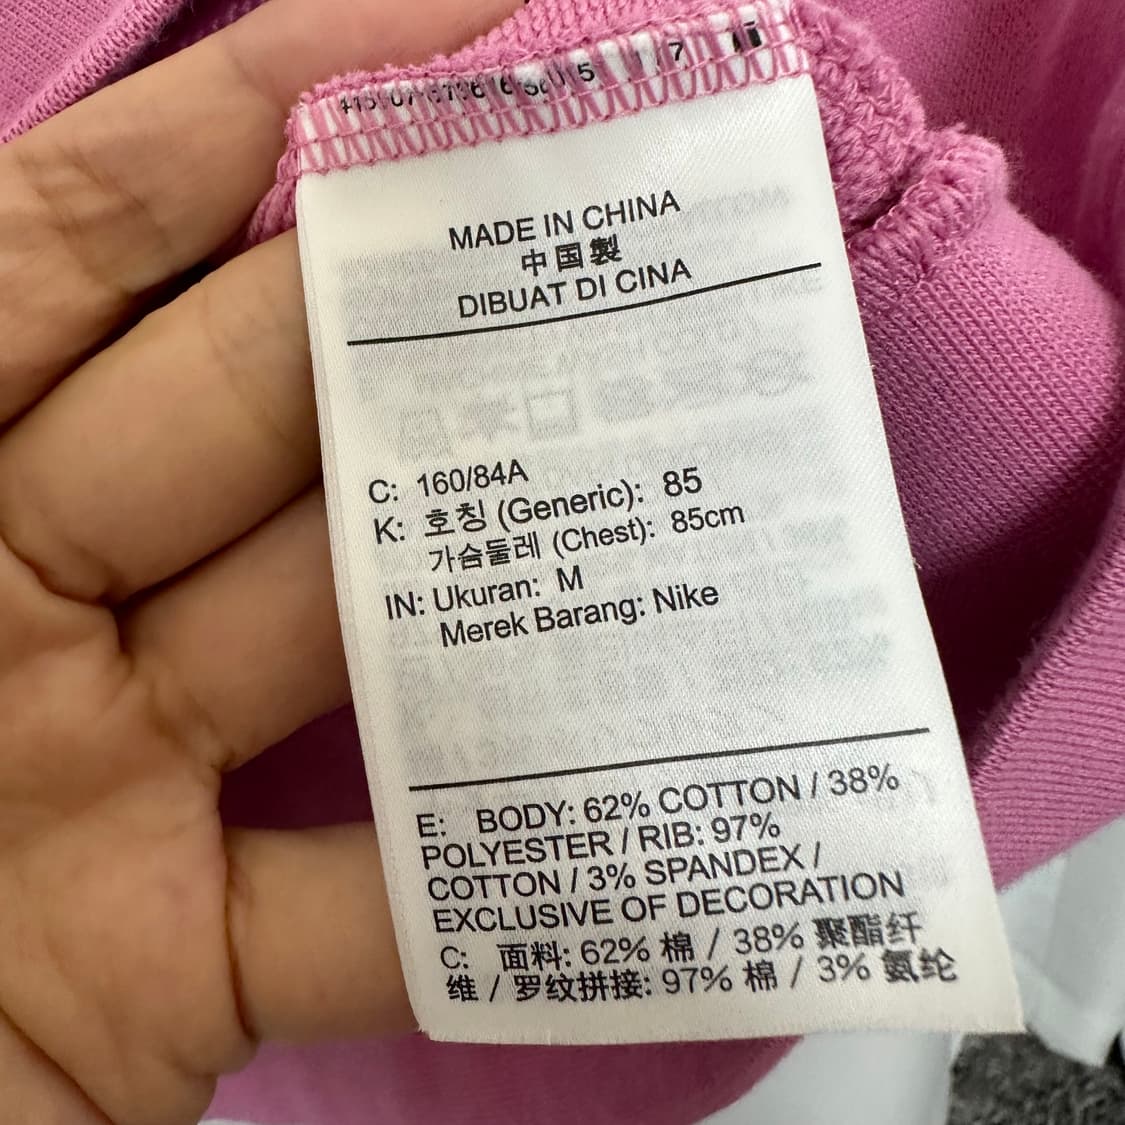 MADE IN CHINA
中国製
DIBUAT DI CINA
C: 160/84A
K: 호칭 (Generic): 85
가슴둘레 (Chest): 85cm
IN: Ukuran: M
Merek Barang: Nike
E: BODY: 62% COTTON / 38%
POLYESTER / RIB: 97%
COTTON / 3% SPANDEX /
EXCLUSIVE OF DECORATION
C: 面料: 62% 棉 / 38% 聚酯纤
维 / 罗纹拼接: 97% 棉 / 3% 氨纶